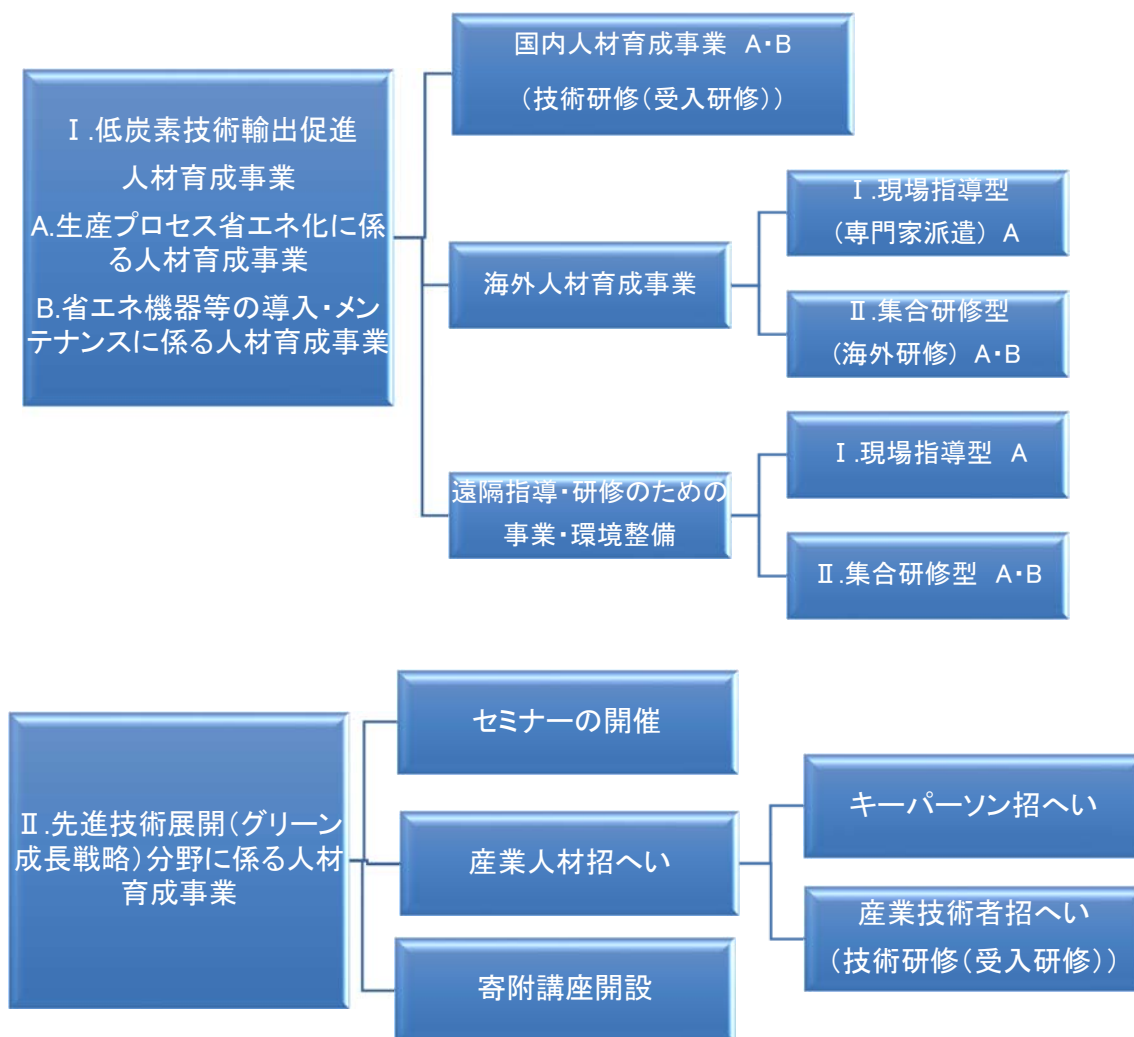 Ⅰ.低炭素技術輸出促進
人材育成事業
A.生産プロセス省エネ化に係
る人材育成事業
B.省エネ機器等の導入・メン
テナンスに係る人材育成事業
国内人材育成事業 A・B
(技術研修(受入研修))
海外人材育成事業
Ⅰ.現場指導型
(専門家派遣) A
Ⅱ.集合研修型
(海外研修) A・B
遠隔指導・研修のための
事業・環境整備
Ⅰ.現場指導型 A
Ⅱ.集合研修型 A・B
Ⅱ.先進技術展開(グリーン
成長戦略)分野に係る人材
育成事業
セミナーの開催
産業人材招へい
キーパーソン招へい
産業技術者招へい
(技術研修(受入研修))
寄附講座開設